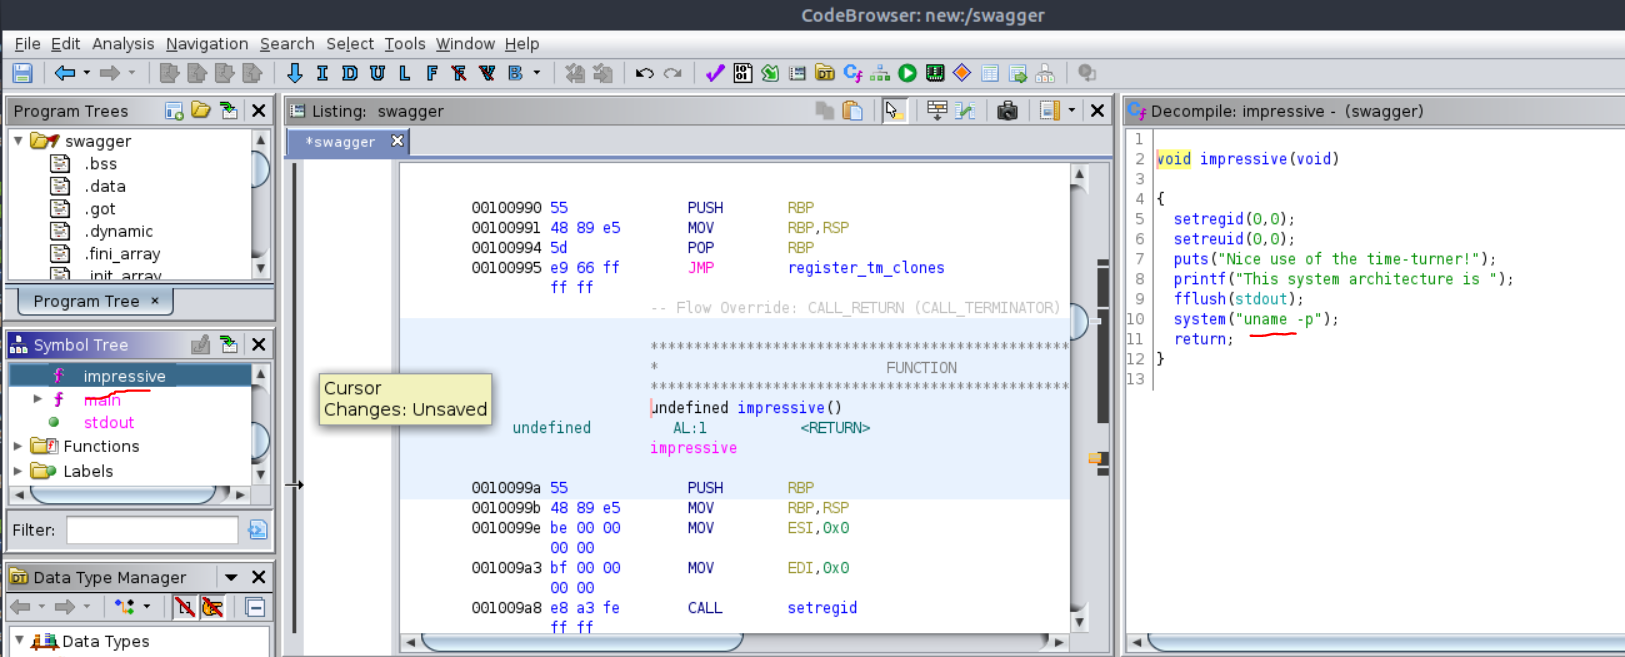 CodeBrowser: new:/swagger
File Edit Analysis Navigation Search Select Tools Window Help
I D U L F B
Program Trees
swagger
.bss
.data
.got
.dynamic
.fini_array
.init_array
Program Tree ×
Symbol Tree
impressive
main
stdout
Functions
Labels
Filter:
Data Type Manager
Data Types
Listing: swagger
*swagger
Cursor
Changes: Unsaved
00100990 55 PUSH RBP
00100991 48 89 e5 MOV RBP,RSP
00100994 5d POP RBP
00100995 e9 66 ff JMP register_tm_clones
ff ff
-- Flow Override: CALL_RETURN (CALL_TERMINATOR)
* FUNCTION
undefined impressive()
undefined AL:1 <RETURN>
impressive
0010099a 55 PUSH RBP
0010099b 48 89 e5 MOV RBP,RSP
0010099e be 00 00 MOV ESI,0x0
00 00
001009a3 bf 00 00 MOV EDI,0x0
00 00
001009a8 e8 a3 fe CALL setregid
ff ff
Decompile: impressive - (swagger)
1
2 void impressive(void)
3
4 {
5 setregid(0,0);
6 setreuid(0,0);
7 puts("Nice use of the time-turner!");
8 printf("This system architecture is ");
9 fflush(stdout);
10 system("uname -p");
11 return;
12 }
13